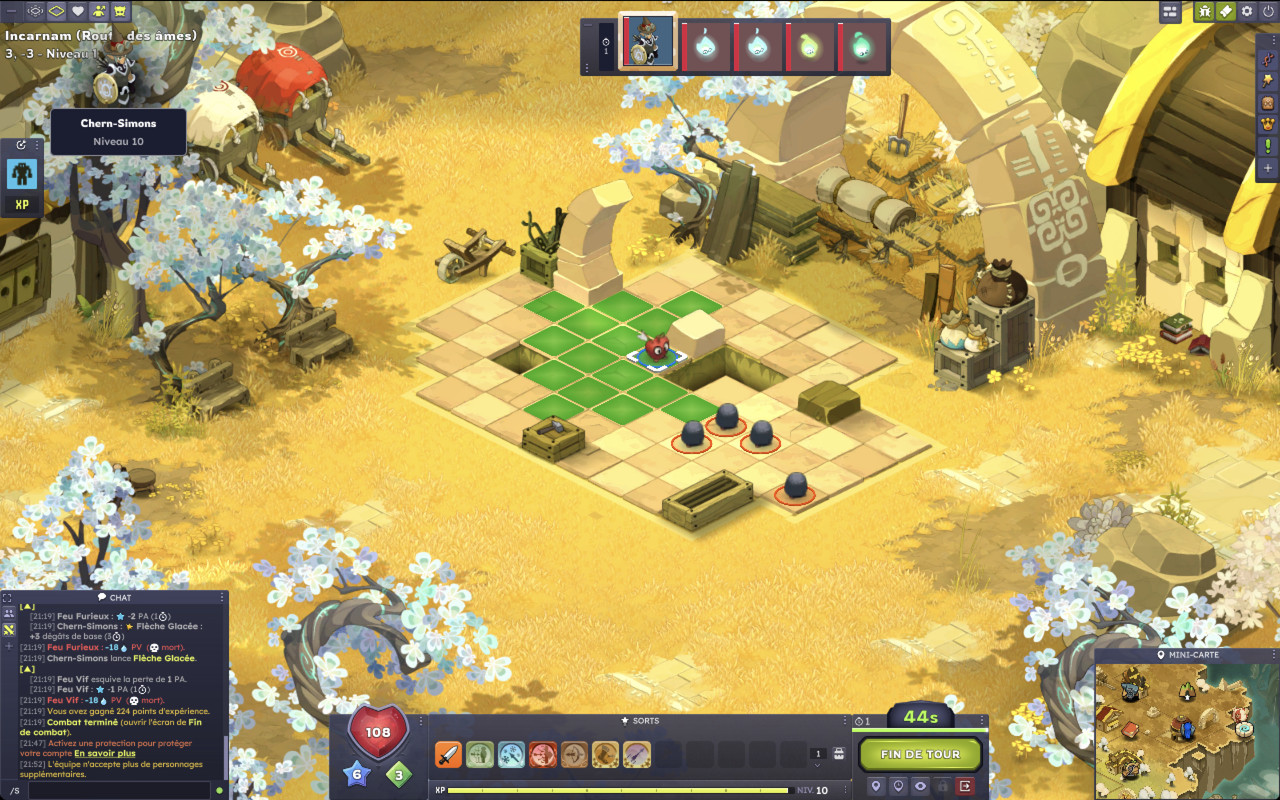 Incarnam (Rout des âmes)
3, -3 - Niveau 1
1
Chern-Simons
Niveau 10
XP
CHAT
[▲]
[21:19] Feu Furieux : -2 PA (1)
[21:19] Chern-Simons : Flèche Glacée :
+3 dégâts de base (3)
[21:19] Feu Furieux : -18 PV (mort).
[21:19] Chern-Simons lance Flèche Glacée.
[▲]
[21:19] Feu Vif esquive la perte de 1 PA.
[21:19] Feu Vif : -1 PA (1)
[21:19] Feu Vif : -18 PV (mort).
[21:19] Vous avez gagné 224 points d'expérience.
[21:19] Combat terminé (ouvrir l'écran de Fin
de combat).
[21:47] Activez une protection pour protéger
votre compte En savoir plus
[21:52] L'équipe n'accepte plus de personnages
supplémentaires.
/S
108
6
3
SORTS
1
XP
NIV. 10
1
44s
FIN DE TOUR
MINI-CARTE